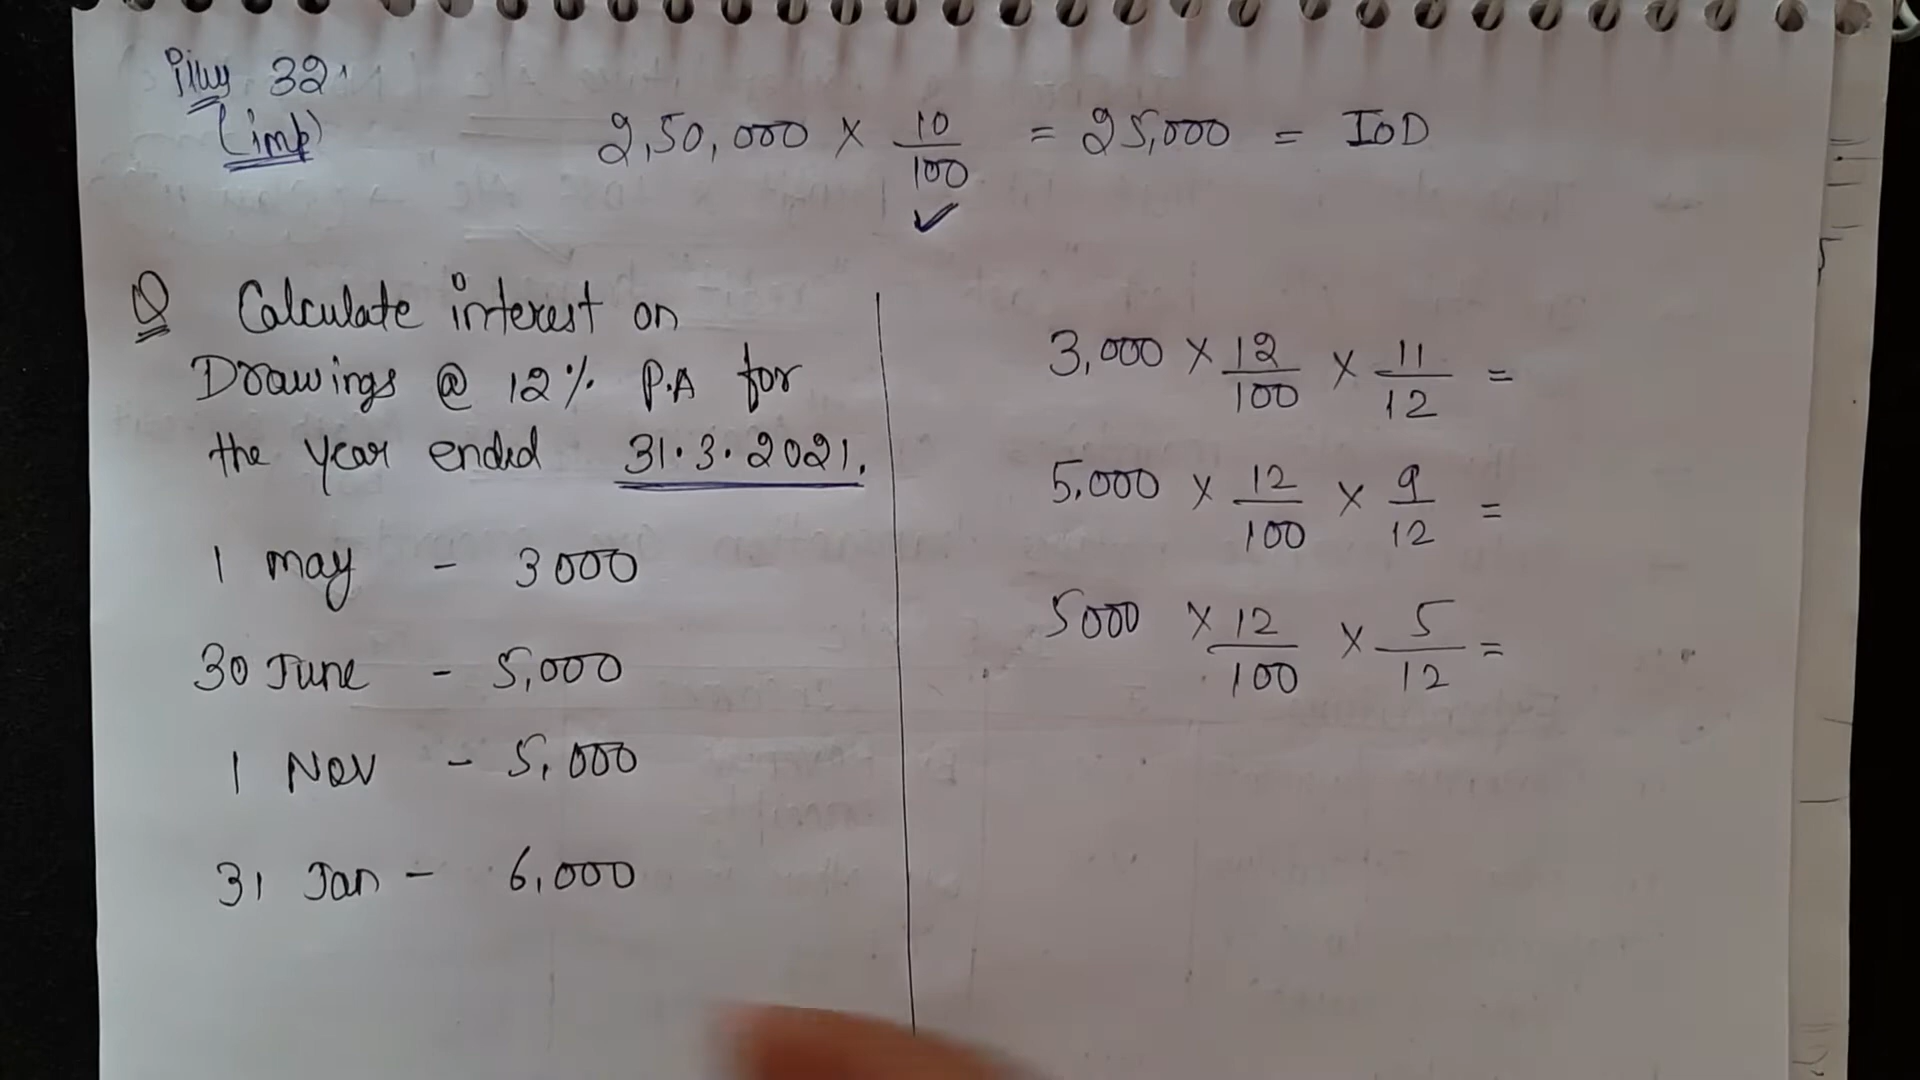 illus 32
(imp)
2,50,000 × 10/100 = 25,000 = IOD
Q Calculate interest on
Drawings @ 12% P.A for
the year ended 31.3.2021.
1 may - 3000
30 June - 5,000
1 Nov - 5,000
31 Jan - 6,000
3,000 × 12/100 × 11/12 =
5,000 × 12/100 × 9/12 =
5000 × 12/100 × 5/12 =